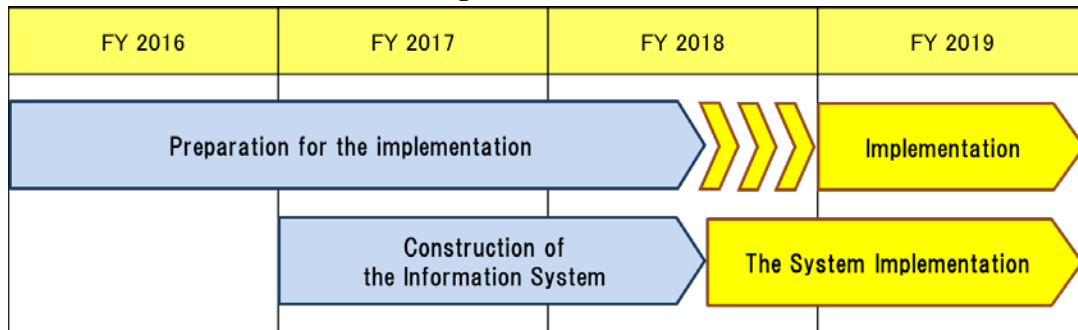 FY 2016
FY 2017
FY 2018
FY 2019
Preparation for the implementation
Implementation
Construction of
the Information System
The System Implementation